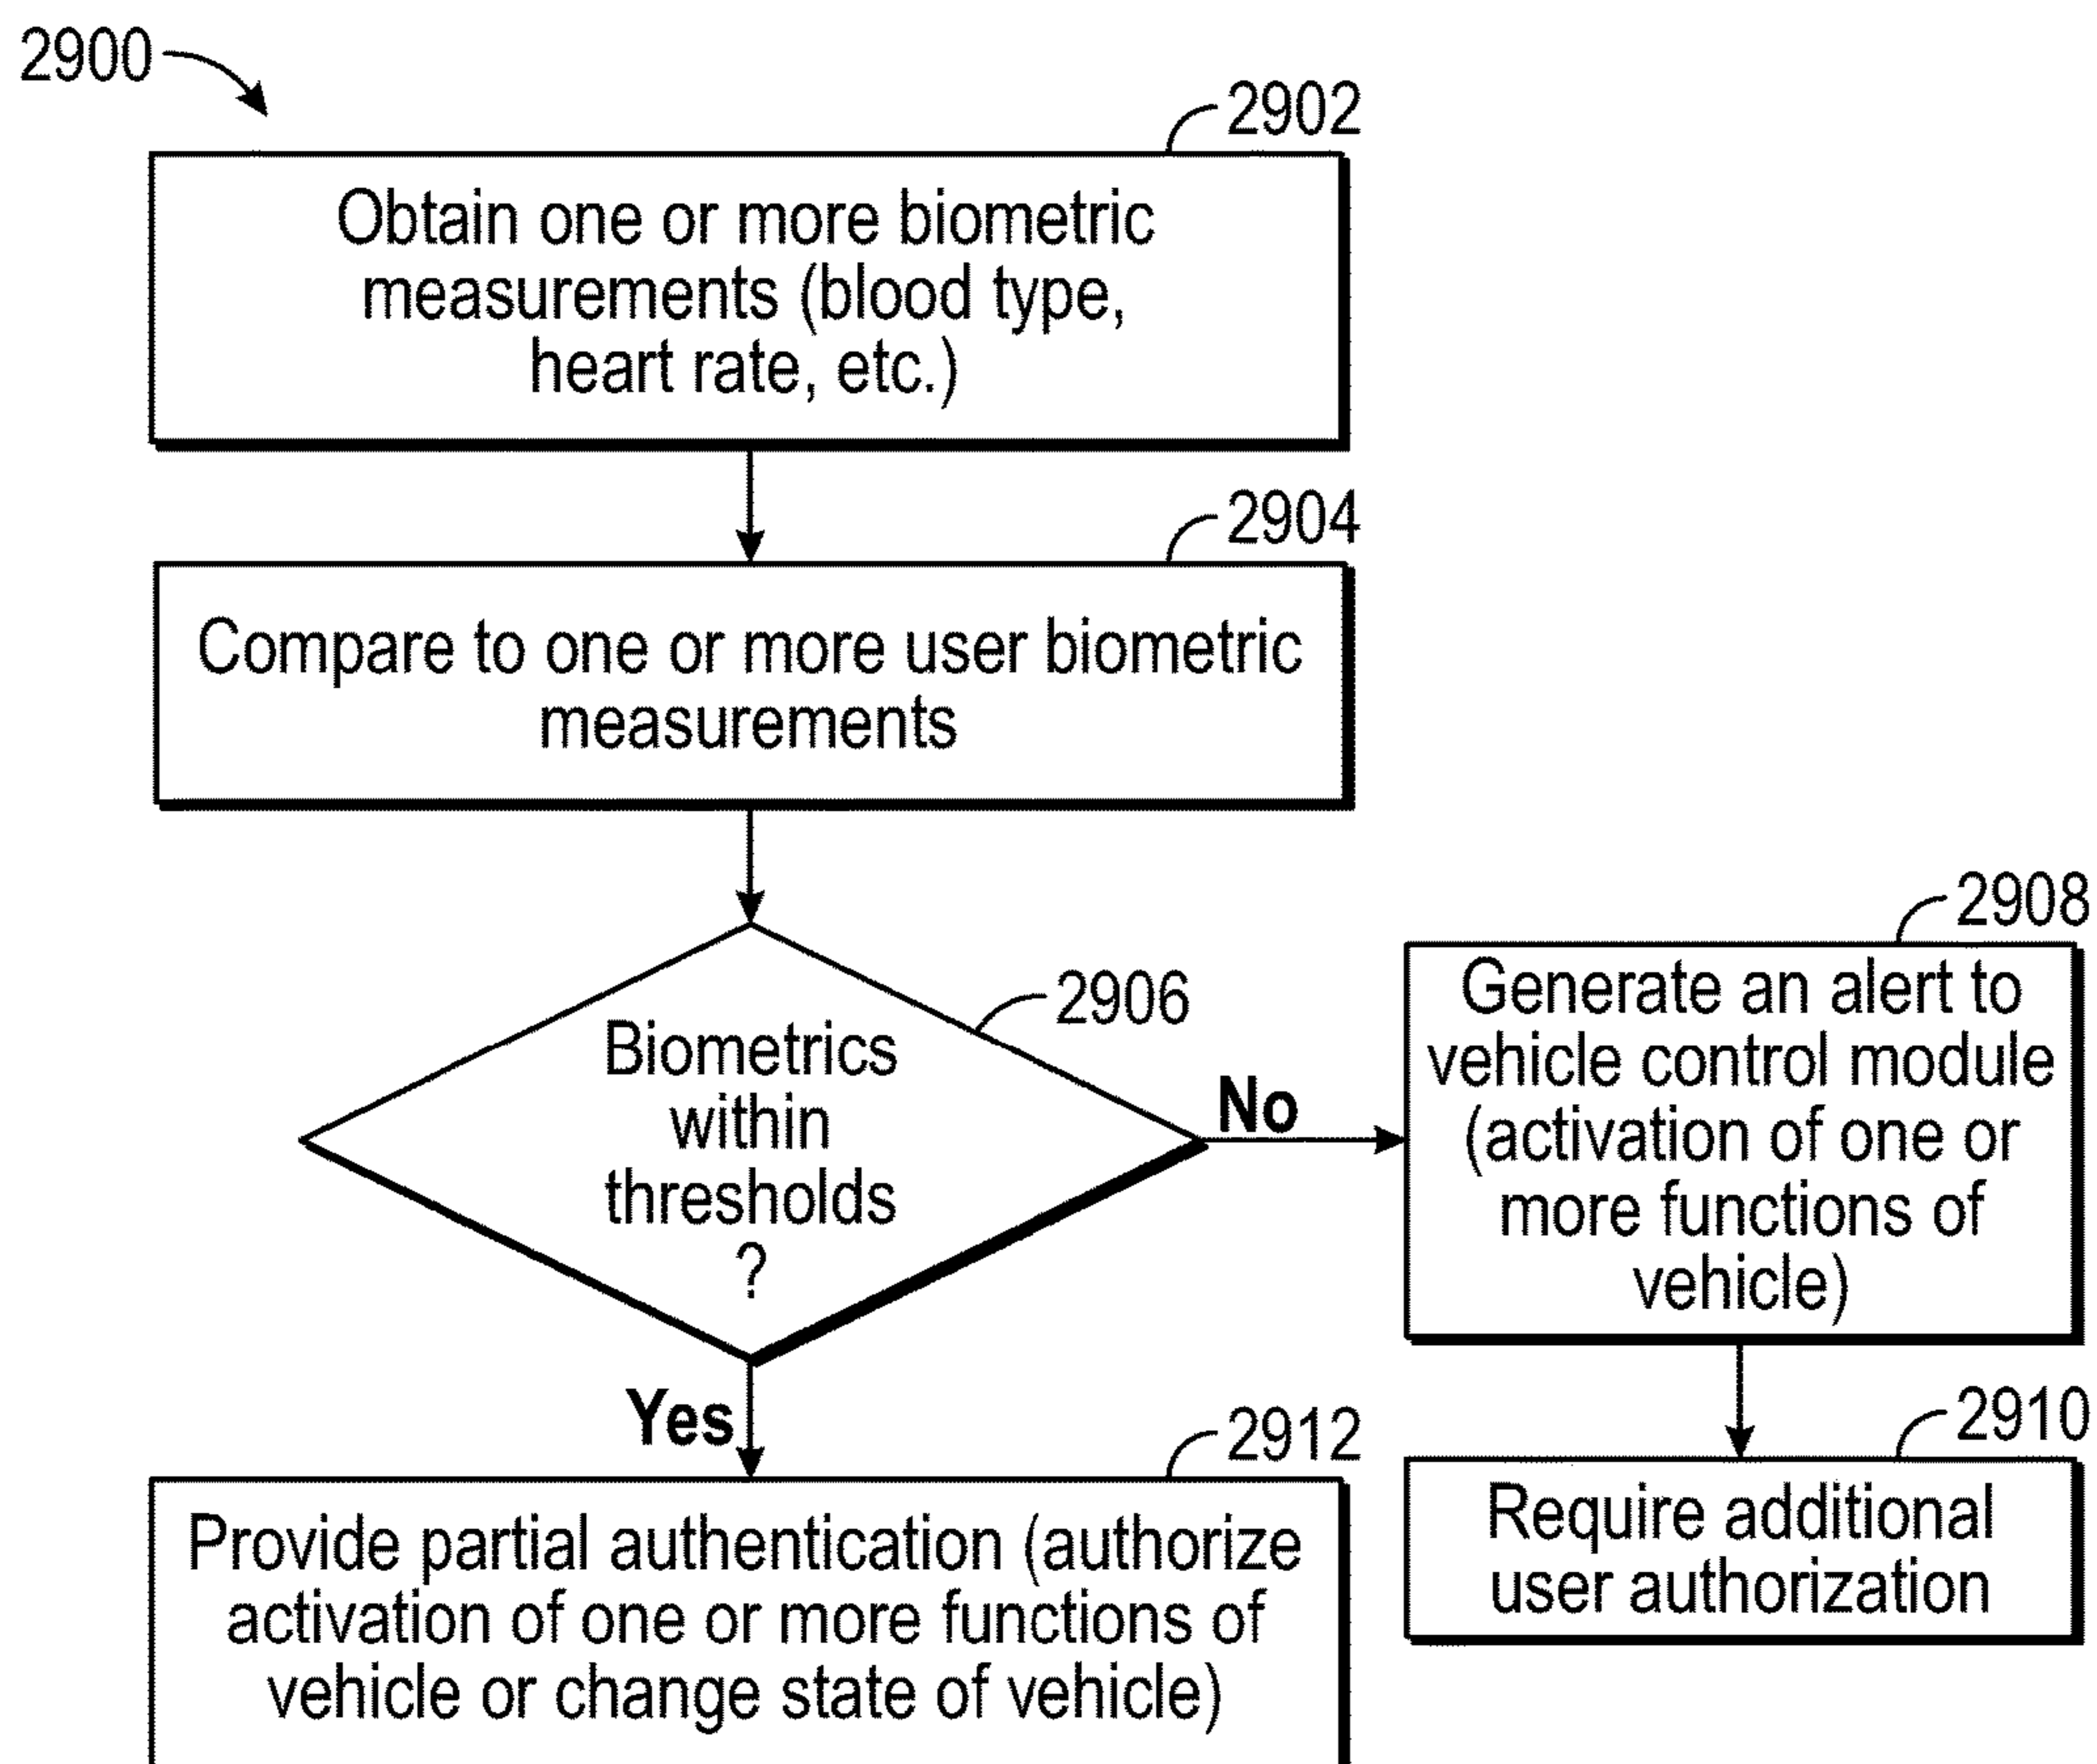 2900
2902
Obtain one or more biometric
measurements (blood type,
heart rate, etc.)
2904
Compare to one or more user biometric
measurements
2906
Biometrics
within
thresholds
?
No
2908
Generate an alert to
vehicle control module
(activation of one or
more functions of
vehicle)
Yes
2912
Provide partial authentication (authorize
activation of one or more functions of
vehicle or change state of vehicle)
2910
Require additional
user authorization